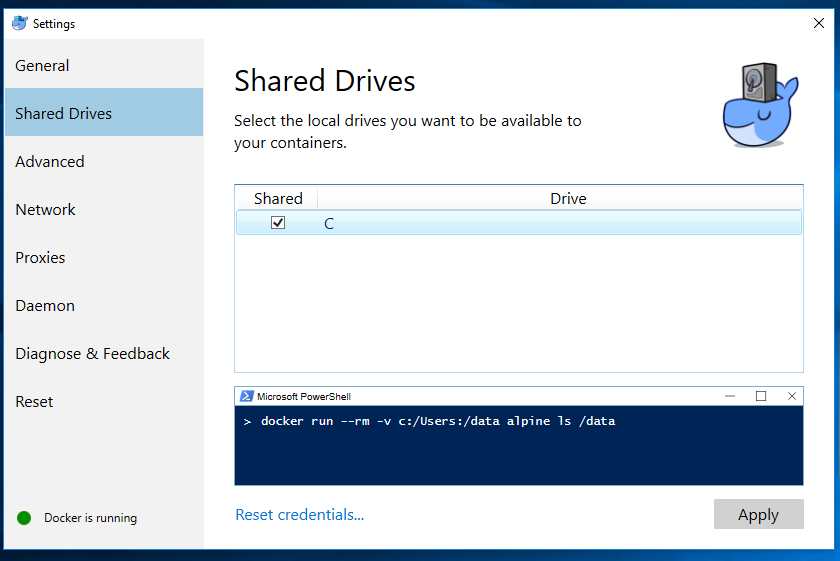 Settings
General
Shared Drives
Advanced
Network
Proxies
Daemon
Diagnose & Feedback
Reset
Docker is running
Shared Drives
Select the local drives you want to be available to
your containers.
Shared Drive
C
Microsoft PowerShell
> docker run --rm -v c:/Users:/data alpine ls /data
Reset credentials...
Apply